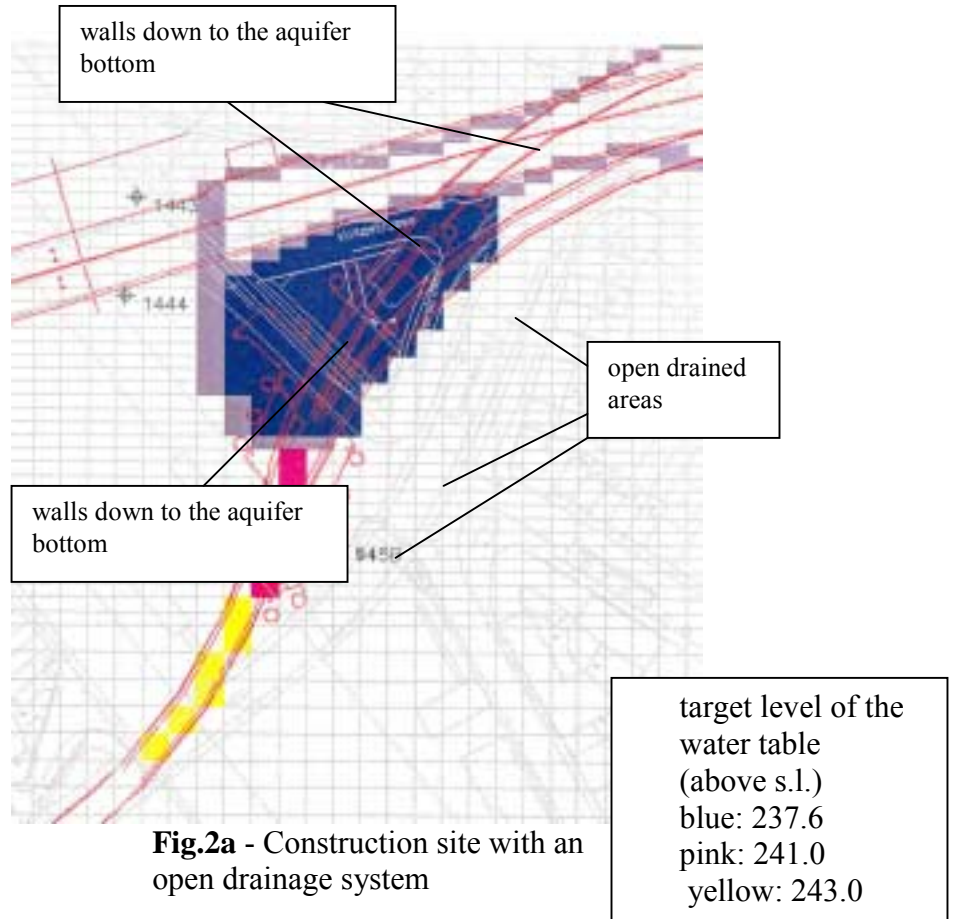 walls down to the aquifer
bottom
1444
open drained
areas
walls down to the aquifer
bottom
target level of the
water table
(above s.l.)
blue: 237.6
pink: 241.0
yellow: 243.0
Fig.2a - Construction site with an
open drainage system